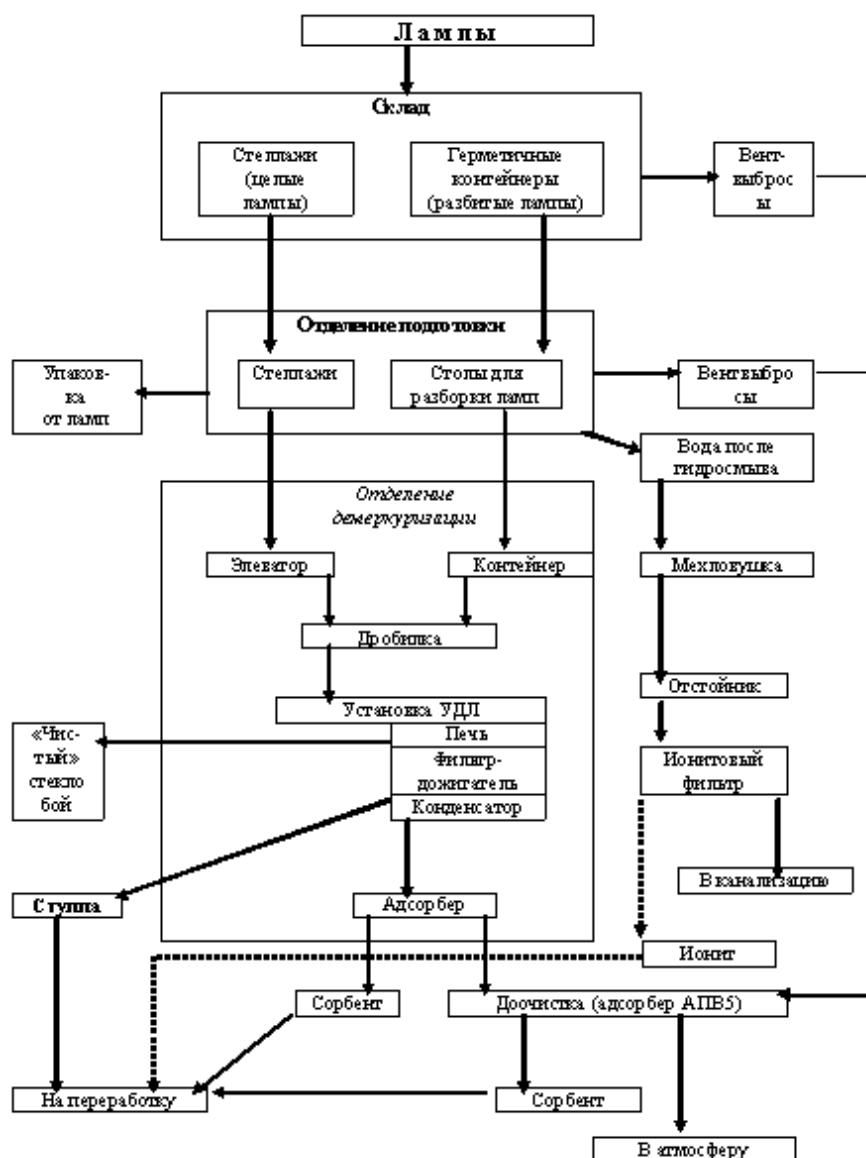 Лампы
Склад
Стеллажи
(целые
лампы)
Герметичные
контейнеры
(разбитые лампы)
Вент-
выброс
ы
Отделение подготовки
Упаков-
ка
от ламп
Стеллажи
Столы для
разборки ламп
Вентвыбро
сы
Вода после
гидросмыва
Отделение
демеркуризации
Элеватор
Контейнер
Мехловушка
Дробилка
Отстойник
Установка УДЛ
«Чис-
тый»
стекло
бой
Печь
Фильтр-
дожигатель
Конденсатор
Ионитовый
фильтр
В канализацию
Ступпа
Адсорбер
Ионит
Сорбент
Доочистка (адсорбер АПВ5)
На переработку
Сорбент
В атмосферу